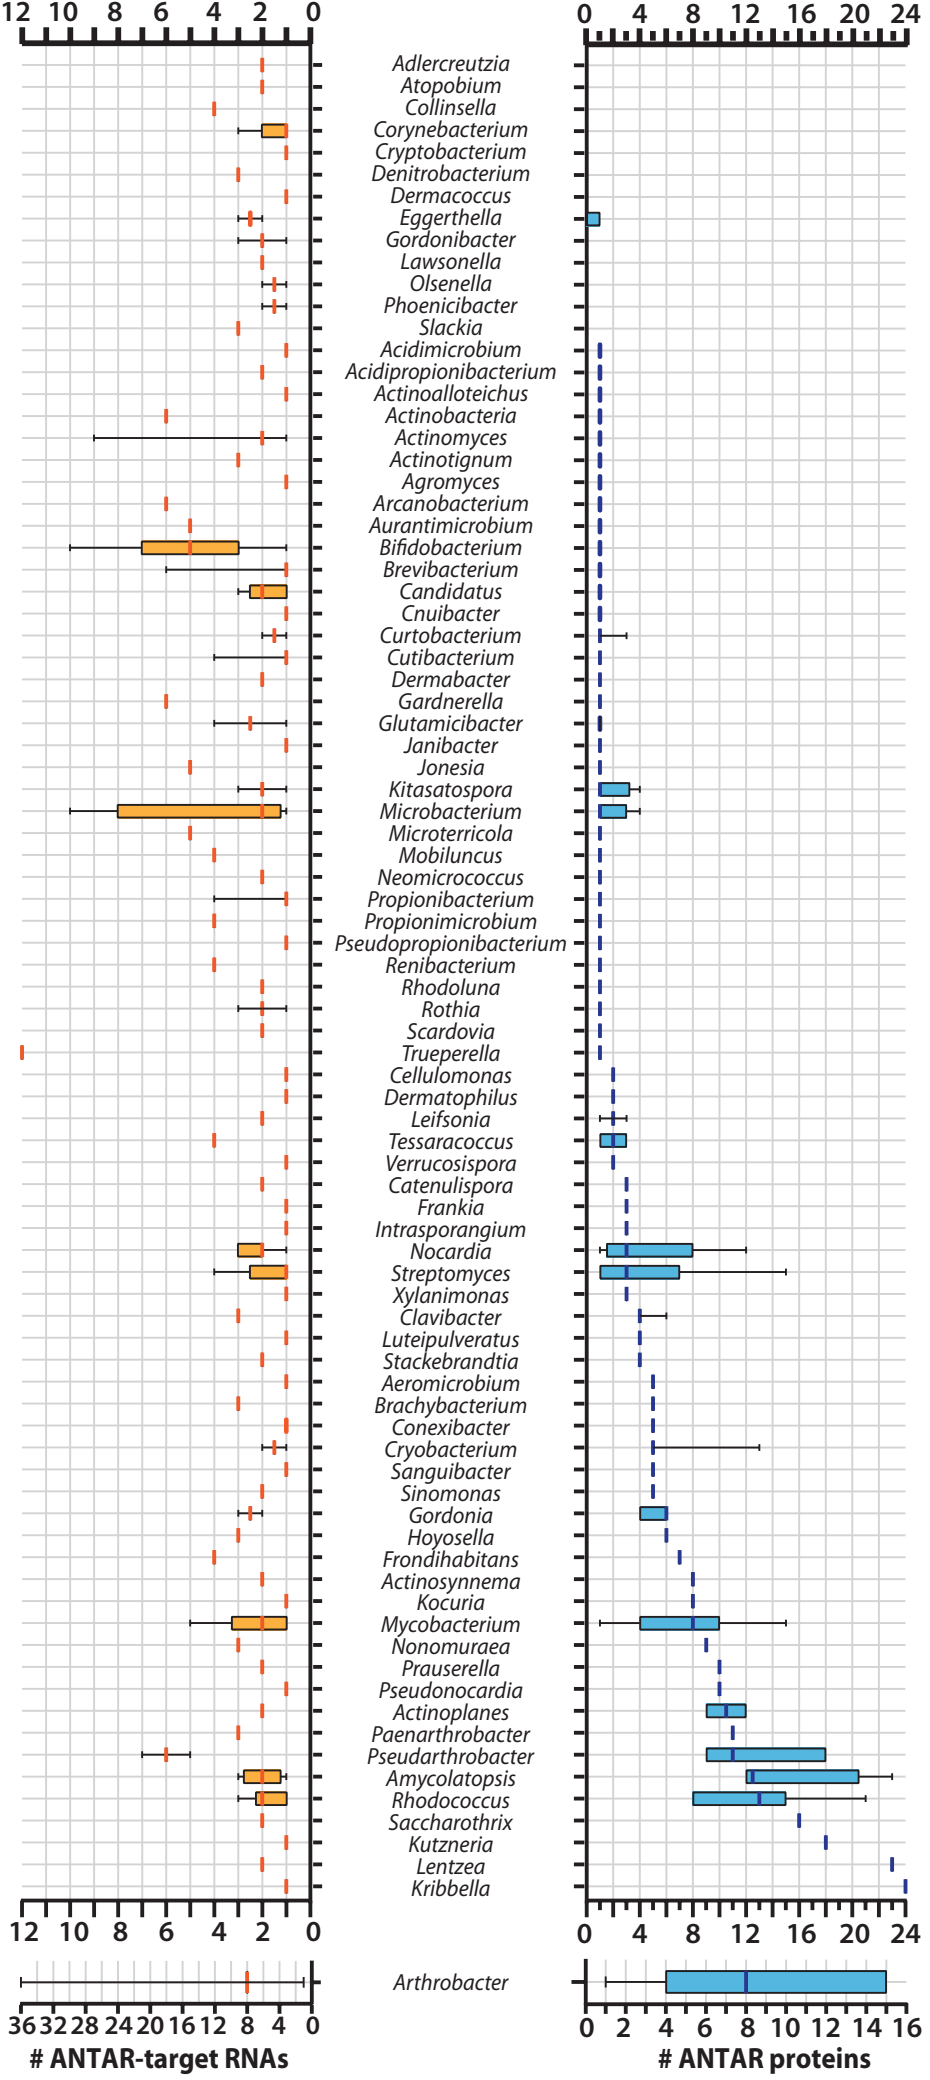 12 10 8 6 4 2 0
0 4 8 12 16 20 24
Adlercreutzia
Atopobium
Collinsella
Corynebacterium
Cryptobacterium
Denitrobacterium
Dermacoccus
Eggerthella
Gordonibacter
Lawsonella
Olsenella
Phoenicibacter
Slackia
Acidimicrobium
Acidipropionibacterium
Actinoalloteichus
Actinobacteria
Actinomyces
Actinotignum
Agromyces
Arcanobacterium
Aurantimicrobium
Bifidobacterium
Brevibacterium
Candidatus
Cnuibacter
Curtobacterium
Cutibacterium
Dermabacter
Gardnerella
Glutamicibacter
Janibacter
Jonesia
Kitasatospora
Microbacterium
Microterricola
Mobiluncus
Neomicrococcus
Propionibacterium
Propionimicrobium
Pseudopropionibacterium
Renibacterium
Rhodoluna
Rothia
Scardovia
Trueperella
Cellulomonas
Dermatophilus
Leifsonia
Tessaracoccus
Verrucosispora
Catenulispora
Frankia
Intrasporangium
Nocardia
Streptomyces
Xylanimonas
Clavibacter
Luteipulveratus
Stackebrandtia
Aeromicrobium
Brachybacterium
Conexibacter
Cryobacterium
Sanguibacter
Sinomonas
Gordonia
Hoyosella
Frondihabitans
Actinosynnema
Kocuria
Mycobacterium
Nonomuraea
Prauserella
Pseudonocardia
Actinoplanes
Paenarthrobacter
Pseudarthrobacter
Amycolatopsis
Rhodococcus
Saccharothrix
Kutzneria
Lentzea
Kribbella
12 10 8 6 4 2 0
0 4 8 12 16 20 24
Arthrobacter
36 32 28 24 20 16 12 8 4 0
0 2 4 6 8 10 12 14 16
# ANTAR-target RNAs
# ANTAR proteins